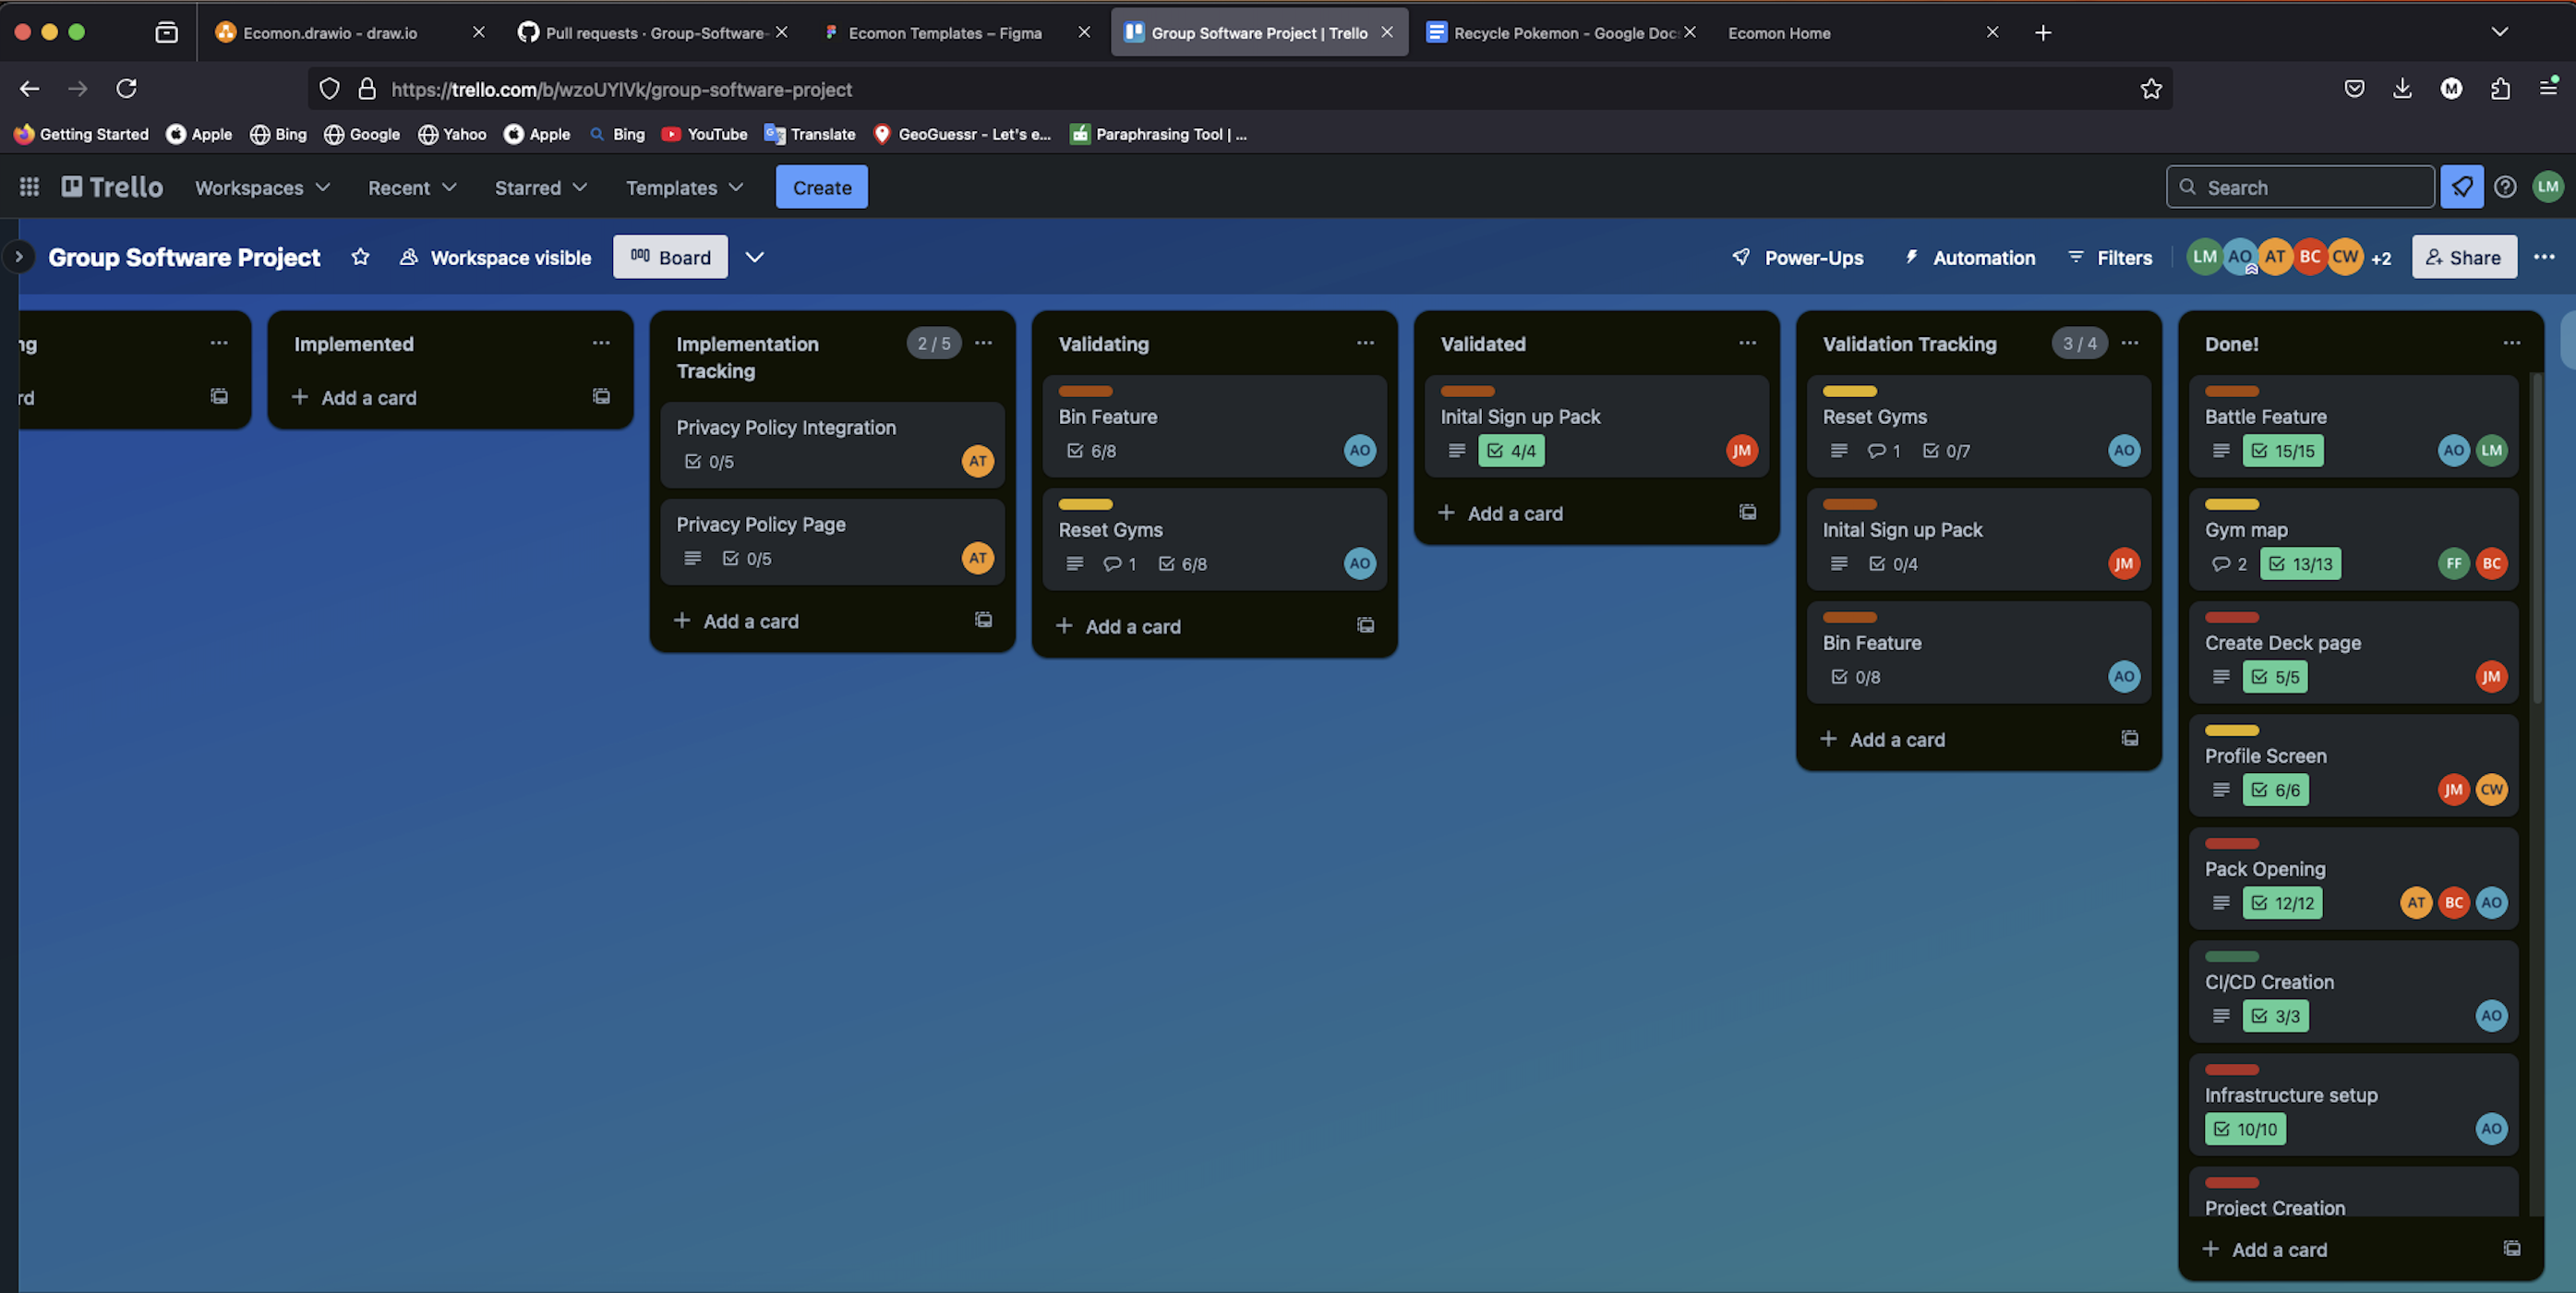 Ecomon.drawio - draw.io
Pull requests · Group-Software-
Ecomon Templates – Figma
Group Software Project | Trello
Recycle Pokemon - Google Doc
Ecomon Home
https://trello.com/b/wzoUYlVk/group-software-project
M
Getting Started
Apple
Bing
Google
Yahoo
Apple
Bing
YouTube
Translate
GeoGuessr - Let's e...
Paraphrasing Tool | ...
Trello
Workspaces
Recent
Starred
Templates
Create
Search
LM
Group Software Project
Workspace visible
Board
Power-Ups
Automation
Filters
LM
AO
AT
BC
CW
+2
Share
ng
rd
Implemented
Add a card
Implementation
Tracking
2 / 5
Privacy Policy Integration
0/5
AT
Privacy Policy Page
0/5
AT
Add a card
Validating
Bin Feature
6/8
AO
Reset Gyms
1
6/8
AO
Add a card
Validated
Inital Sign up Pack
4/4
JM
Add a card
Validation Tracking
3 / 4
Reset Gyms
1
0/7
AO
Inital Sign up Pack
0/4
JM
Bin Feature
0/8
AO
Add a card
Done!
Battle Feature
15/15
AO
LM
Gym map
2
13/13
FF
BC
Create Deck page
5/5
JM
Profile Screen
6/6
JM
CW
Pack Opening
12/12
AT
BC
AO
CI/CD Creation
3/3
AO
Infrastructure setup
10/10
AO
Project Creation
Add a card